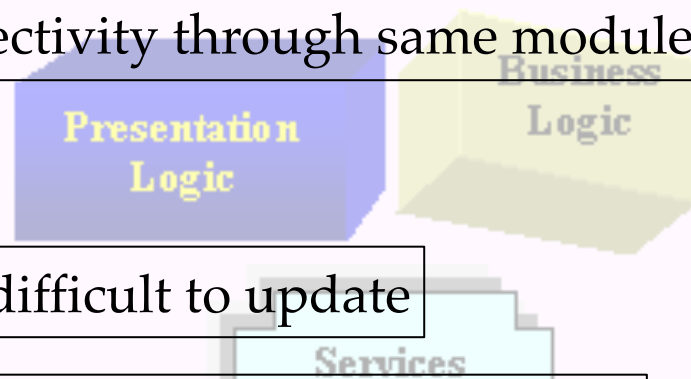 ectivity through same module
Business
Logic
Presentation
Logic
difficult to update
Services